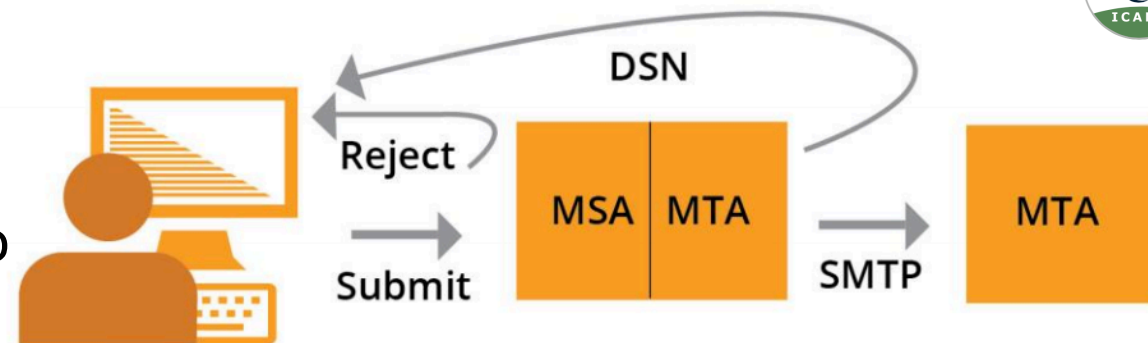 DSN
Reject
MSA MTA
MTA
SMTP
Submit